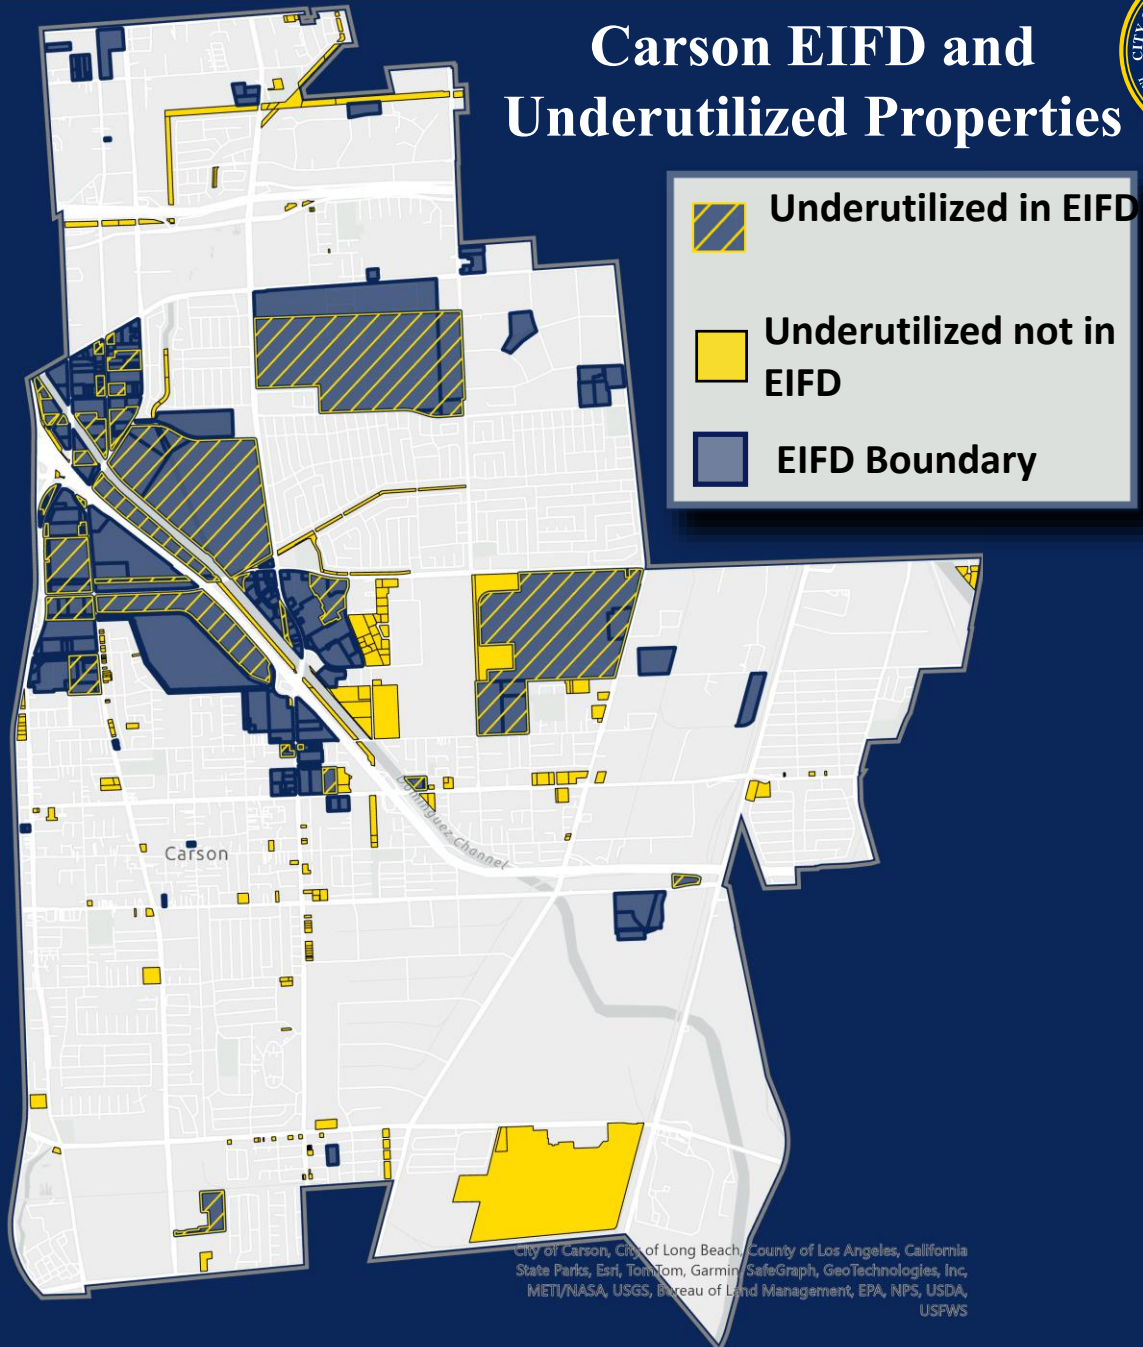 Carson EIFD and
Underutilized Properties
CITY
Underutilized in EIFD
Underutilized not in
EIFD
EIFD Boundary
Dominguez Channel
Carson
City of Carson, City of Long Beach, County of Los Angeles, California
State Parks, Esri, TomTom, Garmin, SafeGraph, GeoTechnologies, Inc,
METI/NASA, USGS, Bureau of Land Management, EPA, NPS, USDA,
USFWS